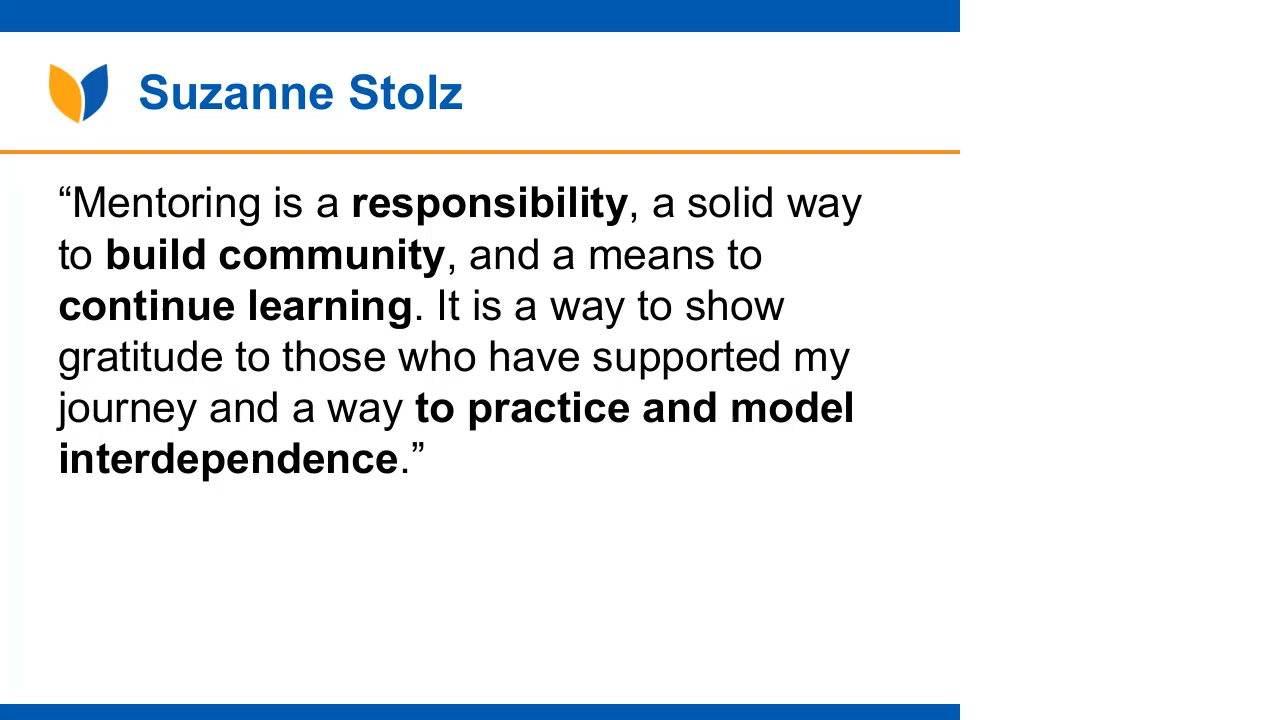 Suzanne Stolz
“Mentoring is a responsibility, a solid way
to build community, and a means to
continue learning. It is a way to show
gratitude to those who have supported my
journey and a way to practice and model
interdependence.”